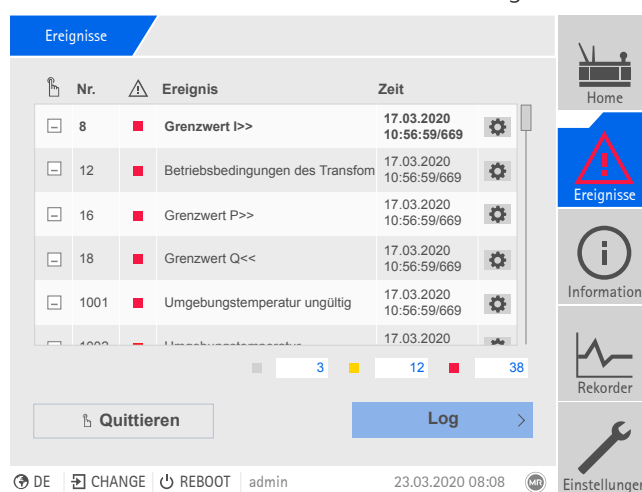 Ereignisse
Nr. Ereignis Zeit
8 Grenzwert I>> 17.03.2020
10:56:59/669
12 Betriebsbedingungen des Transfom 17.03.2020
10:56:59/669
16 Grenzwert P>> 17.03.2020
10:56:59/669
18 Grenzwert Q<< 17.03.2020
10:56:59/669
1001 Umgebungstemperatur ungültig 17.03.2020
10:56:59/669
17.03.2020
3 12 38
Quittieren
Log
DE CHANGE REBOOT admin 23.03.2020 08:08 MR
Home
Ereignisse
Information
Rekorder
Einstellunge